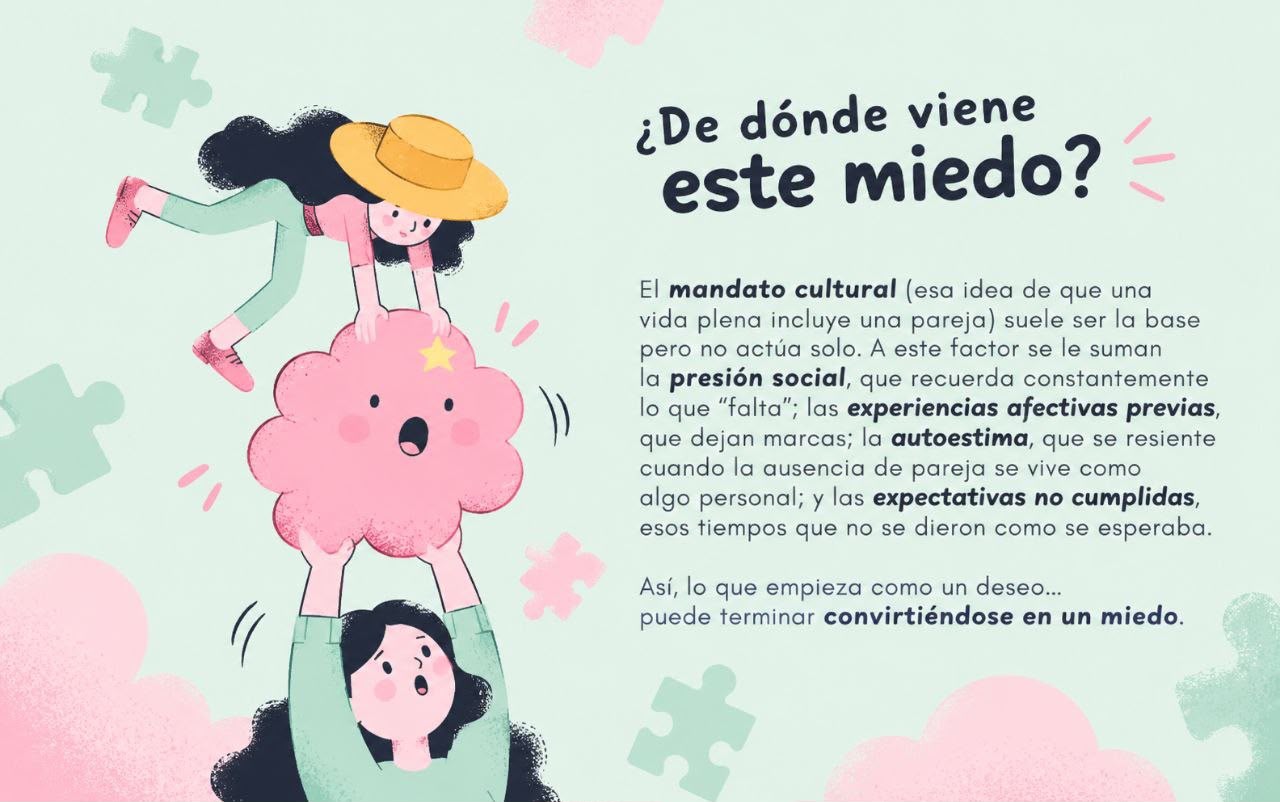 ¿De dónde viene
este miedo?
El mandato cultural (esa idea de que una
vida plena incluye una pareja) suele ser la base
pero no actúa solo. A este factor se le suman
la presión social, que recuerda constantemente
lo que “falta”; las experiencias afectivas previas,
que dejan marcas; la autoestima, que se resiente
cuando la ausencia de pareja se vive como
algo personal; y las expectativas no cumplidas,
esos tiempos que no se dieron como se esperaba.
Así, lo que empieza como un deseo...
puede terminar convirtiéndose en un miedo.